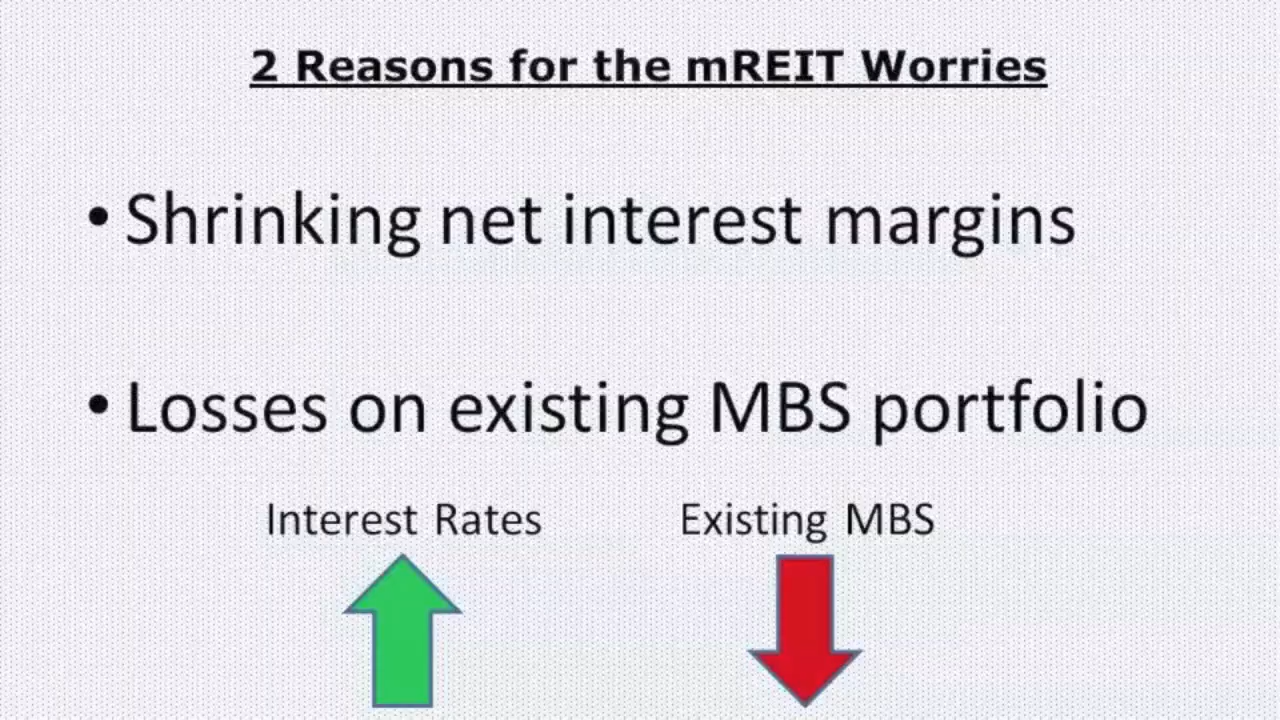 2 Reasons for the mREIT Worries
• Shrinking net interest margins
• Losses on existing MBS portfolio
Interest Rates Existing MBS